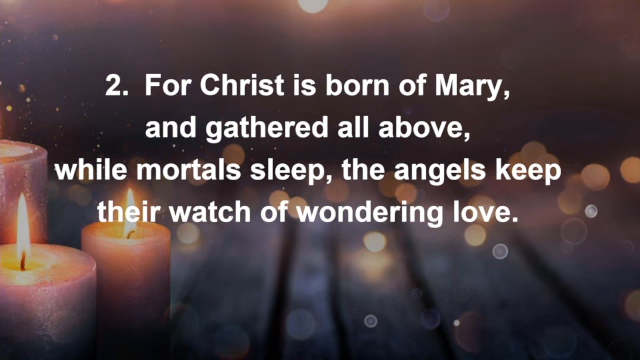 2. For Christ is born of Mary,
and gathered all above,
while mortals sleep, the angels keep
their watch of wondering love.